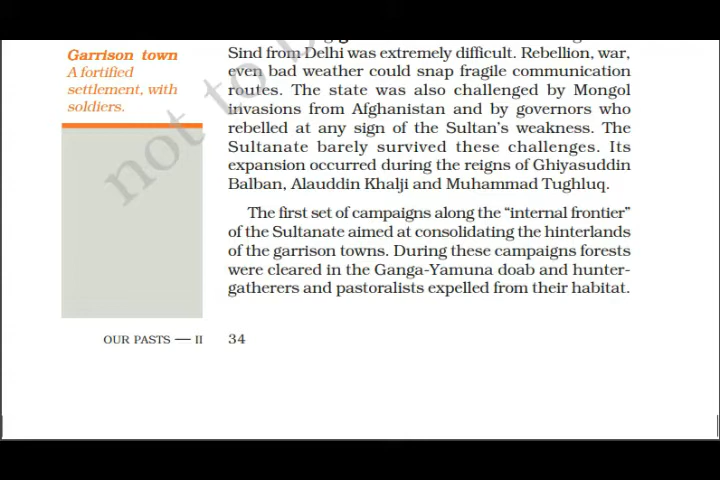 Garrison town
A fortified
settlement, with
soldiers.
Sind from Delhi was extremely difficult. Rebellion, war,
even bad weather could snap fragile communication
routes. The state was also challenged by Mongol
invasions from Afghanistan and by governors who
rebelled at any sign of the Sultan's weakness. The
Sultanate barely survived these challenges. Its
expansion occurred during the reigns of Ghiyasuddin
Balban, Alauddin Khalji and Muhammad Tughluq.
The first set of campaigns along the “internal frontier”
of the Sultanate aimed at consolidating the hinterlands
of the garrison towns. During these campaigns forests
were cleared in the Ganga-Yamuna doab and hunter-
gatherers and pastoralists expelled from their habitat.
OUR PASTS — II 34
not to b